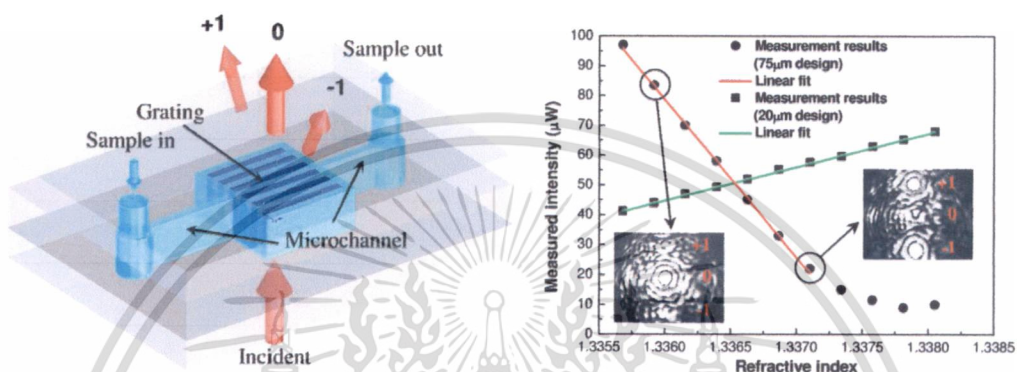 +1
0
-1
Sample out
Grating
Sample in
Microchannel
Incident
100
90
80
70
60
50
40
30
20
10
0
Measured intensity (μW)
Measurement results
(75μm design)
Linear fit
Measurement results
(20μm design)
Linear fit
+1
0
-1
+1
0
1.3355 1.3360 1.3365 1.3370 1.3375 1.3380 1.3385
Refractive index